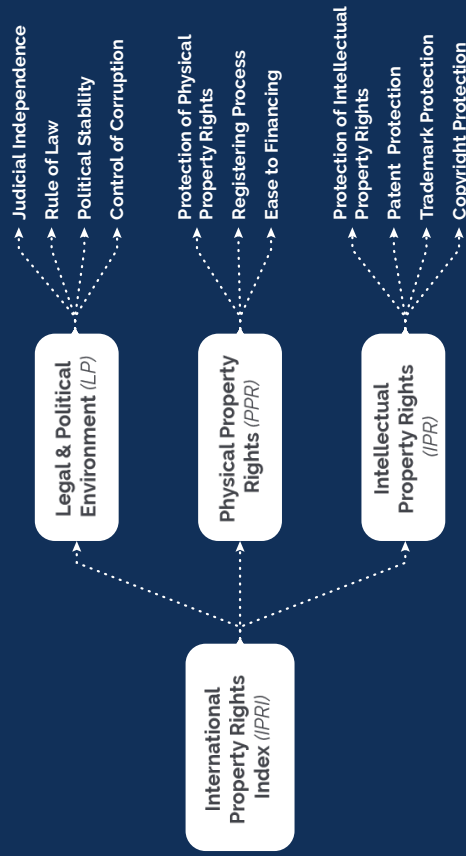 International
Property Rights
Index (IPRI)
Legal & Political
Environment (LP)
Judicial Independence
Rule of Law
Political Stability
Control of Corruption
Physical Property
Rights (PPR)
Protection of Physical
Property Rights
Registering Process
Ease to Financing
Intellectual
Property Rights
(IPR)
Protection of Intellectual
Property Rights
Patent Protection
Trademark Protection
Copyright Protection